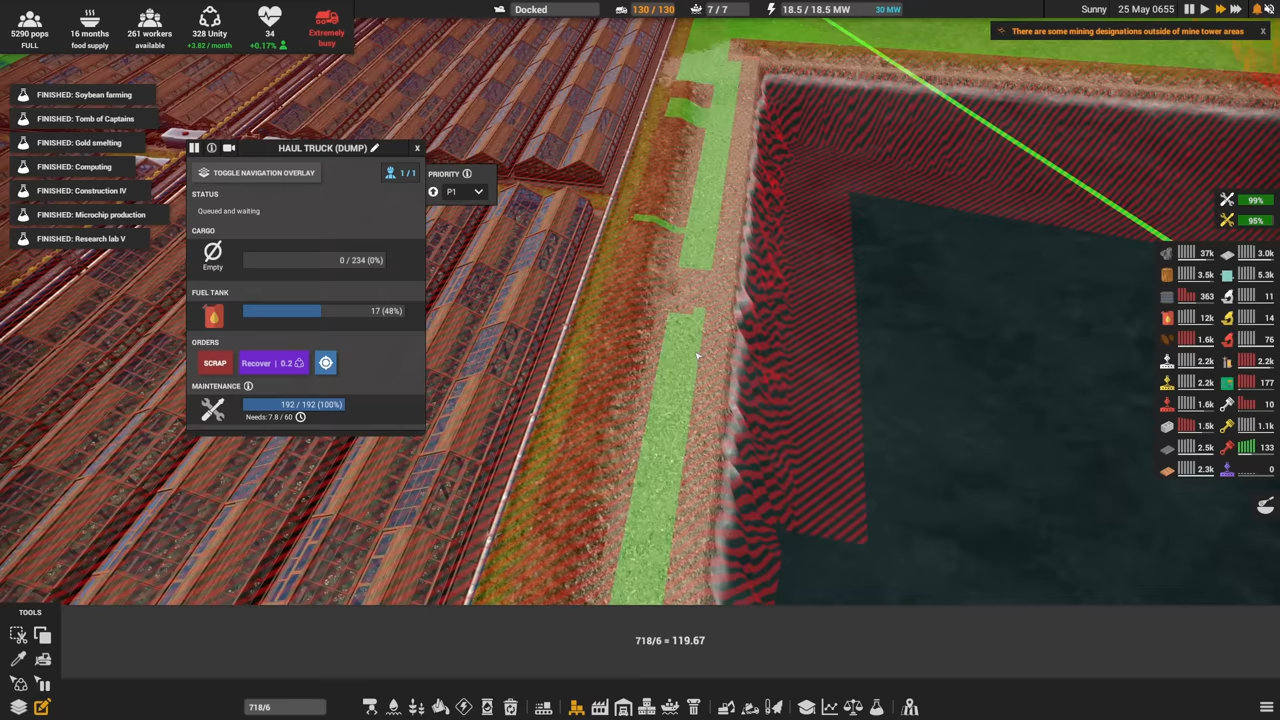 5290 pops
FULL
16 months
food supply
261 workers
available
328 Unity
+3.82 / month
34
+0.17%
Extremely
busy
Docked
130 / 130
7 / 7
18.5 / 18.5 MW
30 MW
Sunny
25 May 0655
There are some mining designations outside of mine tower areas
X
FINISHED: Soybean farming
FINISHED: Tomb of Captains
FINISHED: Gold smelting
FINISHED: Computing
FINISHED: Construction IV
FINISHED: Microchip production
FINISHED: Research lab V
HAUL TRUCK (DUMP)
X
TOGGLE NAVIGATION OVERLAY
1 / 1
PRIORITY
P1
STATUS
Queued and waiting
CARGO
Empty
0 / 234 (0%)
FUEL TANK
17 (48%)
ORDERS
SCRAP
Recover | 0.2
MAINTENANCE
192 / 192 (100%)
Needs: 7.8 / 60
99%
95%
37k
3.0k
3.5k
5.3k
363
11
12k
14
1.6k
76
2.2k
2.2k
2.2k
177
1.6k
10
1.5k
1.1k
2.5k
133
2.3k
0
TOOLS
718/6 = 119.67
718/6